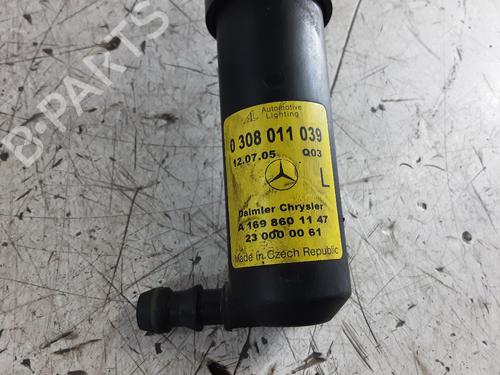 B-PARTS
AL Automotive Lighting
0 308 011 039
12.07.05 Q03
L
Daimler Chrysler
A 169 860 11 47
23 000 00 61
Made in Czech Republic